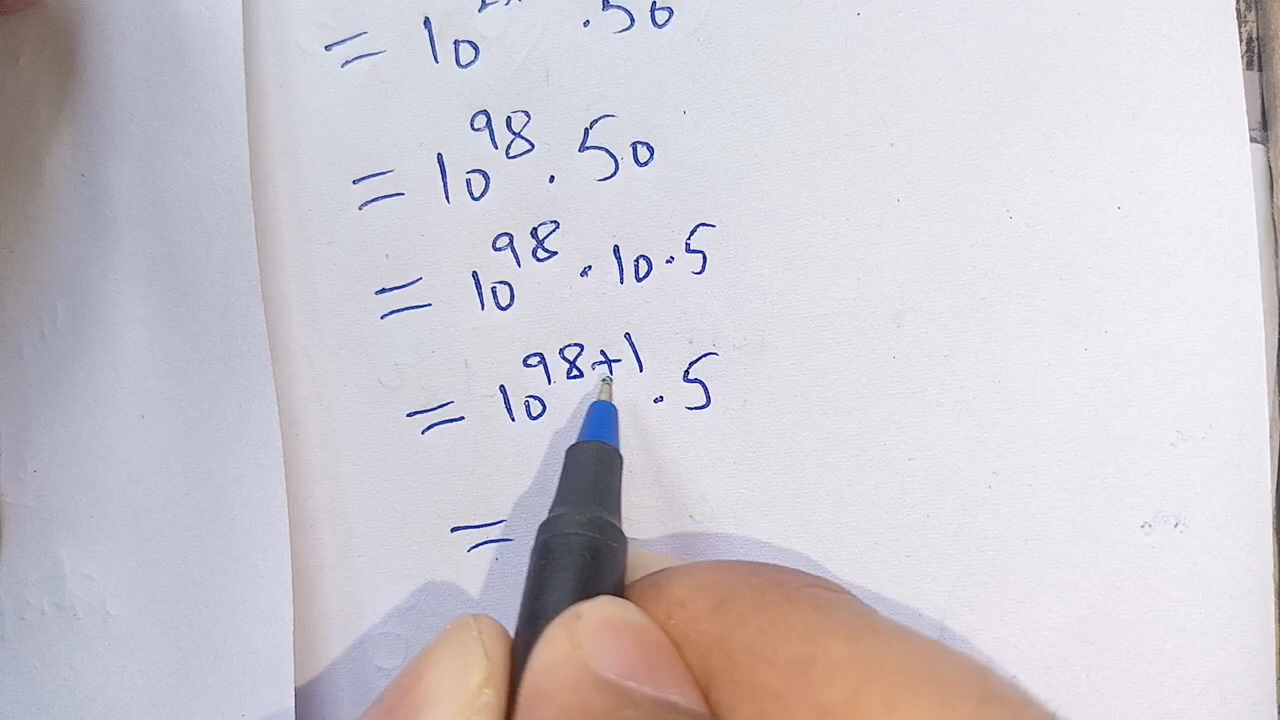 = 10 . 50
= 10^98 . 50
= 10^98 . 10 . 5
= 10^98+1 . 5
=